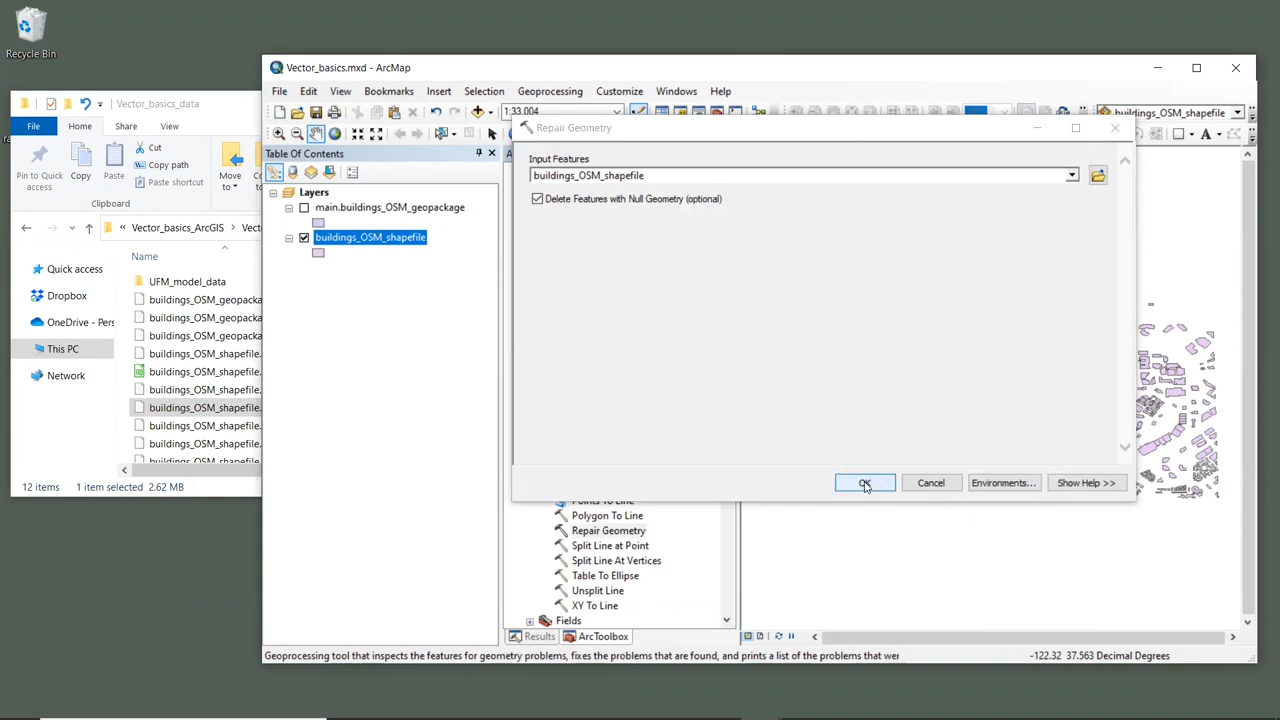 Recycle Bin
Vector_basics_data
File
Home
Share
View
Pin to Quick access
Copy
Paste
Cut
Copy path
Paste shortcut
Move to
Clipboard
Vector_basics_ArcGIS
Name
Quick access
Dropbox
OneDrive - Pers
This PC
Network
UFM_model_data
buildings_OSM_geopacka
buildings_OSM_geopacka
buildings_OSM_geopacka
buildings_OSM_shapefile.
buildings_OSM_shapefile.
buildings_OSM_shapefile.
buildings_OSM_shapefile.
buildings_OSM_shapefile.
buildings_OSM_shapefile.
buildings_OSM_shapefile.
12 items
1 item selected 2.62 MB
Vector_basics.mxd - ArcMap
File Edit View Bookmarks Insert Selection Geoprocessing Customize Windows Help
1:33,004
buildings_OSM_shapefile
Table Of Contents
Layers
main.buildings_OSM_geopackage
buildings_OSM_shapefile
Repair Geometry
Input Features
buildings_OSM_shapefile
Delete Features with Null Geometry (optional)
OK
Cancel
Environments...
Show Help >>
Points To Line
Polygon To Line
Repair Geometry
Split Line at Point
Split Line At Vertices
Table To Ellipse
Unsplit Line
XY To Line
Fields
Results
ArcToolbox
Geoprocessing tool that inspects the features for geometry problems, fixes the problems that are found, and prints a list of the problems that wer
-122.32 37.563 Decimal Degrees